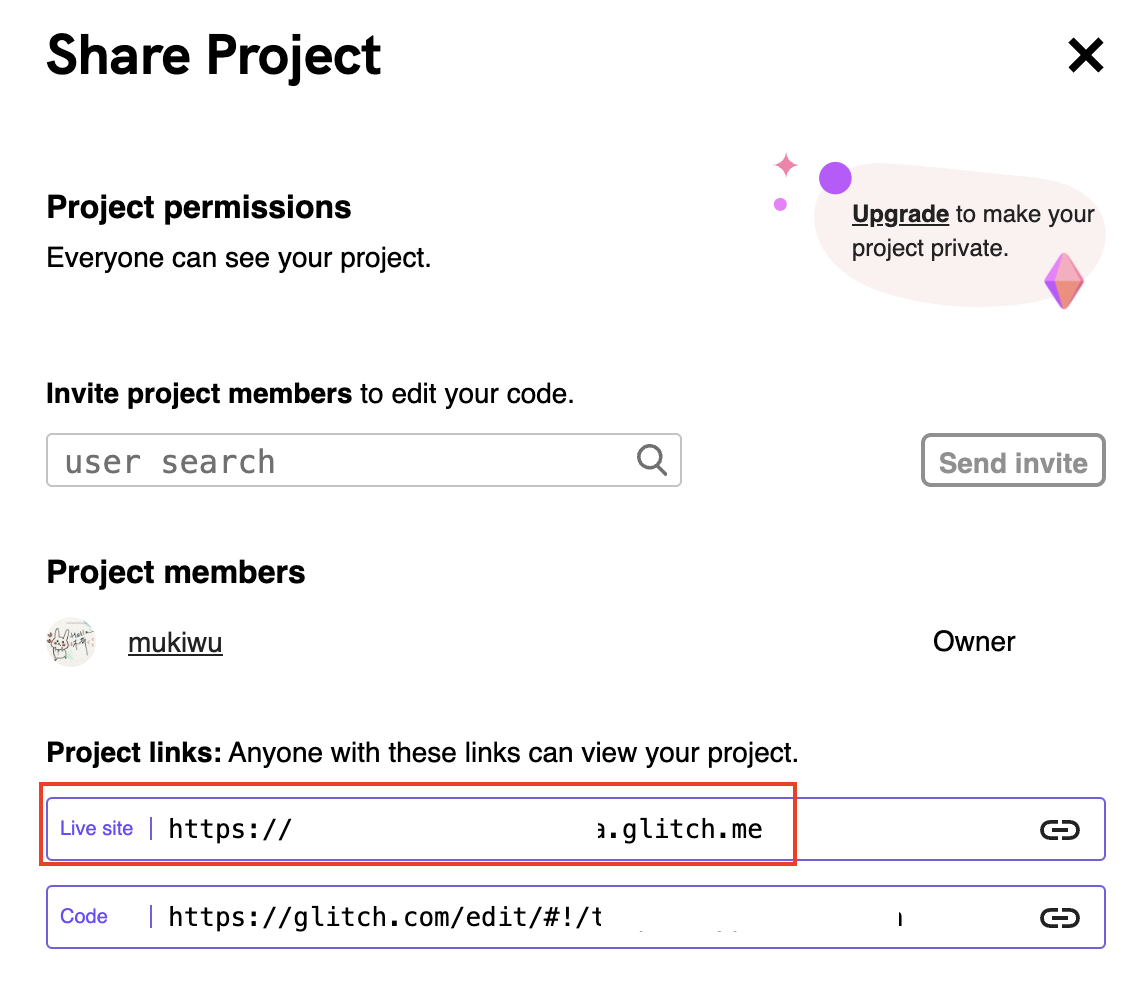 Share Project
Project permissions
Everyone can see your project.
Upgrade to make your
project private.
Invite project members to edit your code.
user search
Send invite
Project members
mukiwu
Owner
Project links: Anyone with these links can view your project.
Live site | https:// a.glitch.me
Code | https://glitch.com/edit/#!/t